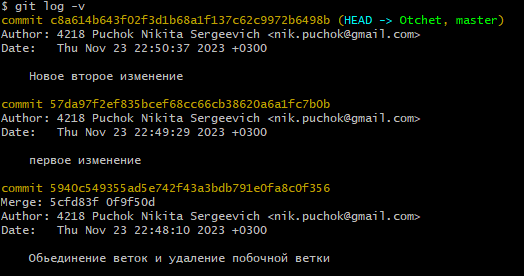 $ git log -v
commit c8a614b643f02f3d1b68a1f137c62c9972b6498b (HEAD -> Otchet, master)
Author: 4218 Puchok Nikita Sergeevich <nik.puchok@gmail.com>
Date:   Thu Nov 23 22:50:37 2023 +0300
Новое второе изменение
commit 57da97f2ef835bcef68cc66cb38620a6a1fc7b0b
Author: 4218 Puchok Nikita Sergeevich <nik.puchok@gmail.com>
Date:   Thu Nov 23 22:49:29 2023 +0300
первое изменение
commit 5940c549355ad5e742f43a3bdb791e0fa8c0f356
Merge: 5cfd83f 0f9f50d
Author: 4218 Puchok Nikita Sergeevich <nik.puchok@gmail.com>
Date:   Thu Nov 23 22:48:10 2023 +0300
Обьединение веток и удаление побочной ветки